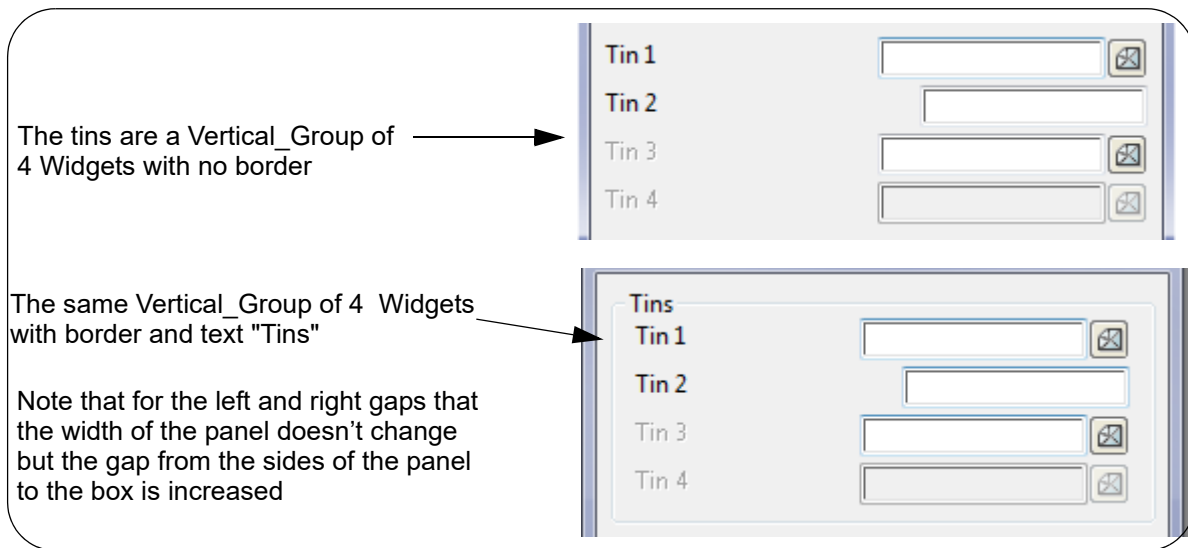 Tin 1
Tin 2
The tins are a Vertical_Group of
4 Widgets with no border
Tin 3
Tin 4
The same Vertical_Group of 4  Widgets
with border and text "Tins"
Tins
Tin 1
Tin 2
Note that for the left and right gaps that
the width of the panel doesn’t change
but the gap from the sides of the panel
to the box is increased
Tin 3
Tin 4